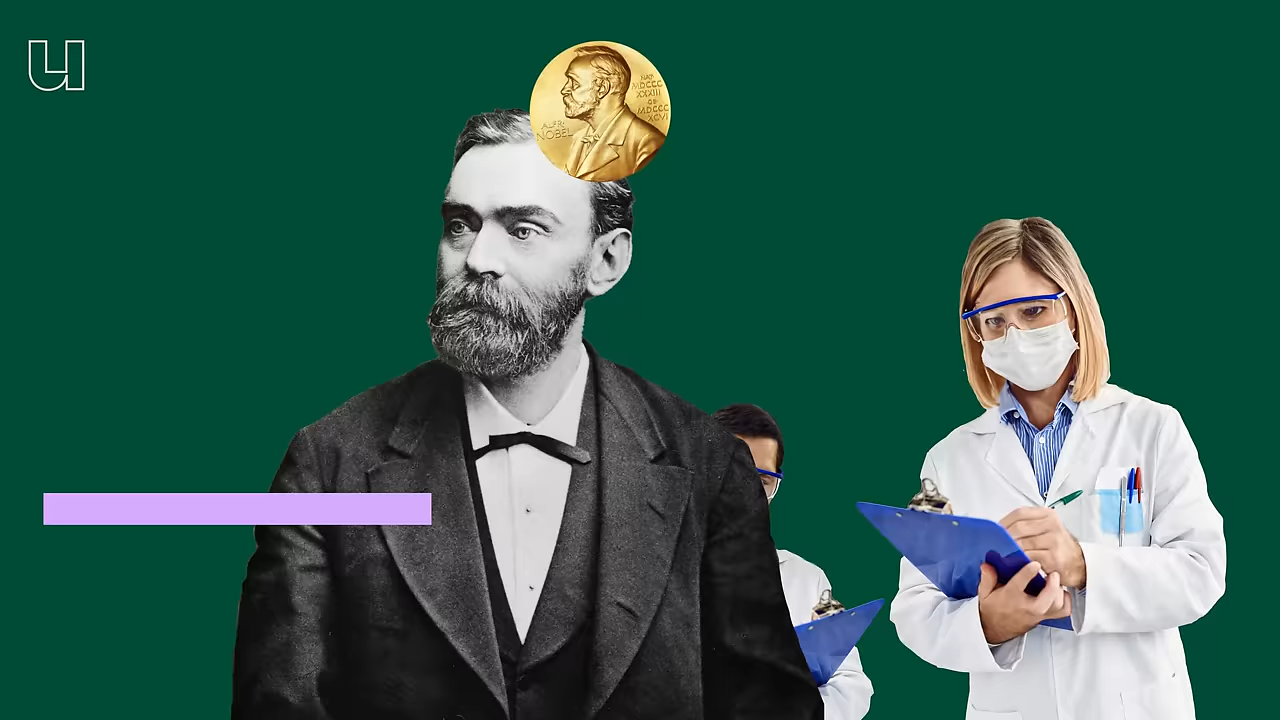 ALFR·
NOBEL
NAT·
MDCCC
XXXIII
OB·
MDCCC
XCVI